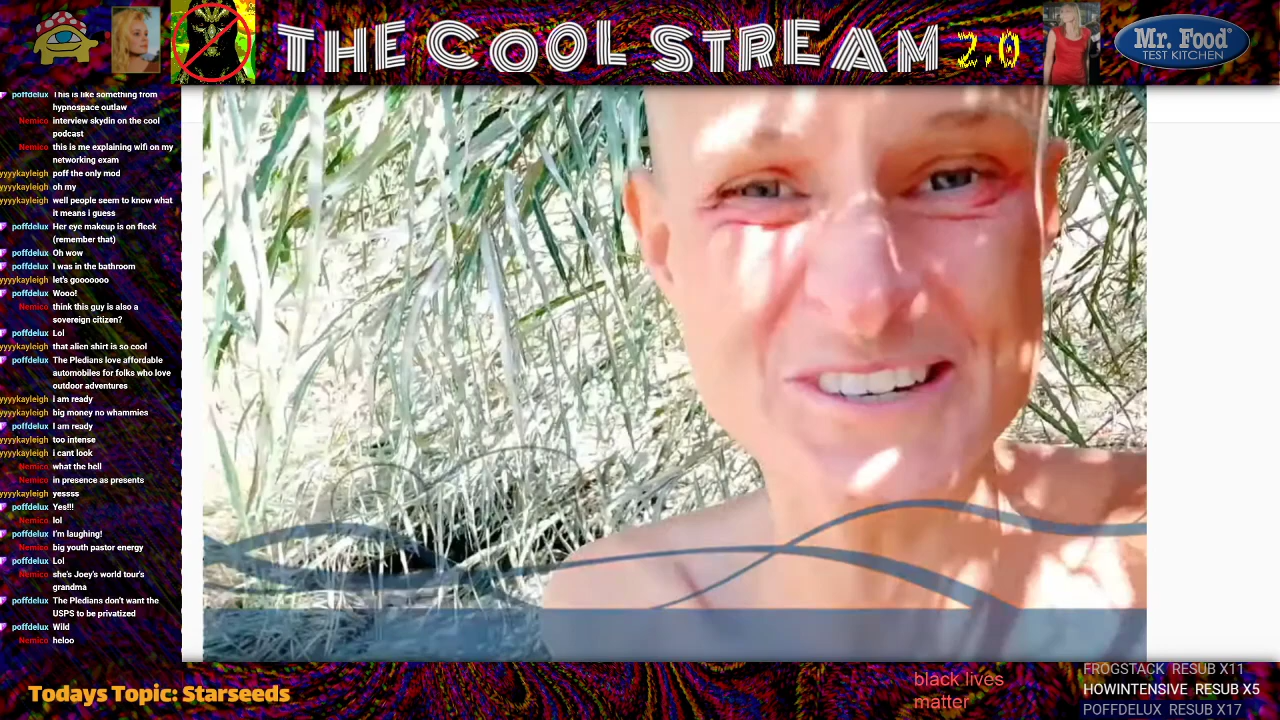 THE COOL STREAM 2.0
Mr. Food
TEST KITCHEN
poffdelux This is like something from
hypnospace outlaw
Nemico interview skydin on the cool
podcast
Nemico this is me explaining wifi on my
networking exam
yyyykayleigh poff the only mod
yyyykayleigh oh my
yyyykayleigh well people seem to know what
it means i guess
poffdelux Her eye makeup is on fleek
(remember that)
poffdelux Oh wow
poffdelux I was in the bathroom
yyyykayleigh let's gooooooo
poffdelux Wooo!
Nemico think this guy is also a
sovereign citizen?
poffdelux Lol
yyyykayleigh that alien shirt is so cool
poffdelux The Pledians love affordable
automobiles for folks who love
outdoor adventures
yyyykayleigh i am ready
yyyykayleigh big money no whammies
poffdelux I am ready
yyyykayleigh too intense
yyyykayleigh i cant look
Nemico what the hell
Nemico in presence as presents
yyyykayleigh yessss
poffdelux Yes!!!
Nemico lol
poffdelux I'm laughing!
Nemico big youth pastor energy
poffdelux Lol
Nemico she's Joey's world tour's
grandma
poffdelux The Pledians don't want the
USPS to be privatized
poffdelux Wild
Nemico heloo
Todays Topic: Starseeds
black lives
matter
FROGSTACK RESUB X11
HOWINTENSIVE RESUB X5
POFFDELUX RESUB X17